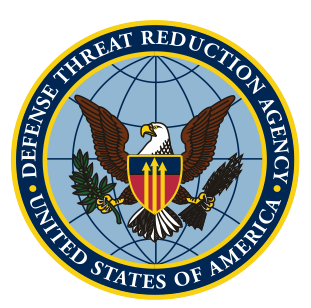 DEFENSE THREAT REDUCTION AGENCY
• UNITED STATES OF AMERICA •